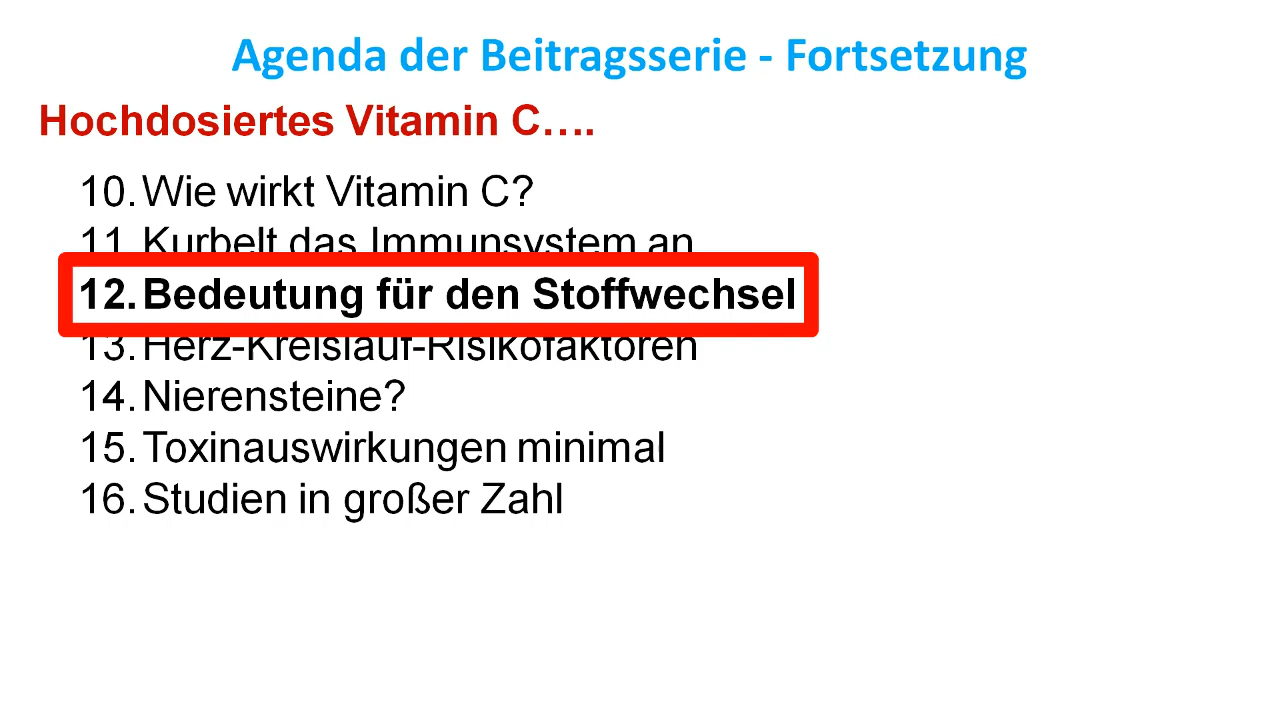 Agenda der Beitragsserie - Fortsetzung
Hochdosiertes Vitamin C....
10. Wie wirkt Vitamin C?
11. Kurbelt das Immunsystem an
12. Bedeutung für den Stoffwechsel
13. Herz-Kreislauf-Risikofaktoren
14. Nierensteine?
15. Toxinauswirkungen minimal
16. Studien in großer Zahl